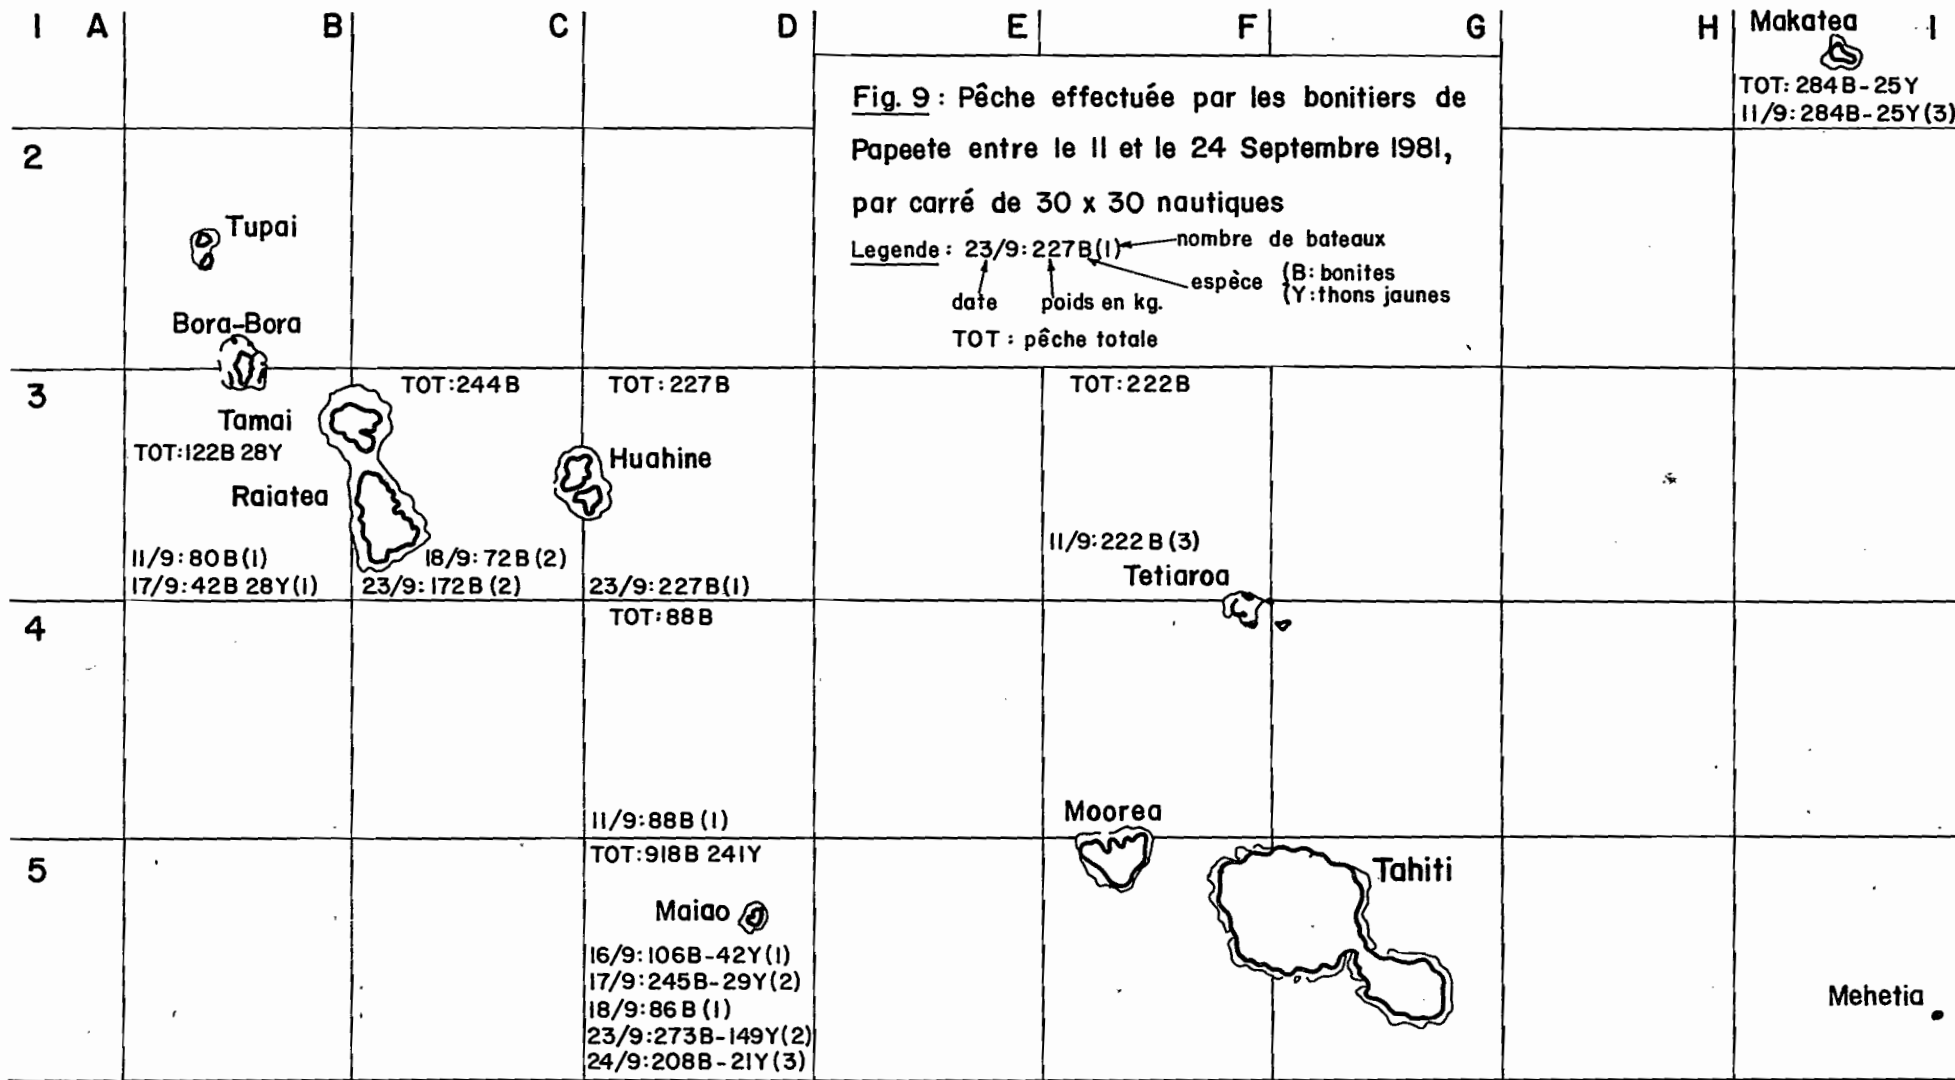 1 A B C D E F G H I
Makatea
TOT: 284B-25Y
11/9:284B-25Y(3)
Fig. 9 : Pêche effectuée par les bonitiers de
Papeete entre le 11 et le 24 Septembre 1981,
par carré de 30 x 30 nautiques
Legende : 23/9:227B(1) nombre de bateaux
espèce {B: bonites
{Y: thons jaunes
date poids en kg.
TOT : pêche totale
2
Tupai
Bora-Bora
3
TOT:244B
TOT:227B
TOT:222B
Tamai
TOT:122B 28Y
Raiatea
Huahine
11/9:80B(1)
17/9:42B 28Y(1)
18/9:72B(2)
23/9:172B(2)
23/9:227B(1)
11/9:222B(3)
Tetiaroa
4
TOT:88B
11/9:88B(1)
Moorea
5
TOT:918B 241Y
Maiao
16/9:106B-42Y(1)
17/9:245B-29Y(2)
18/9:86B(1)
23/9:273B-149Y(2)
24/9:208B-21Y(3)
Tahiti
Mehetia